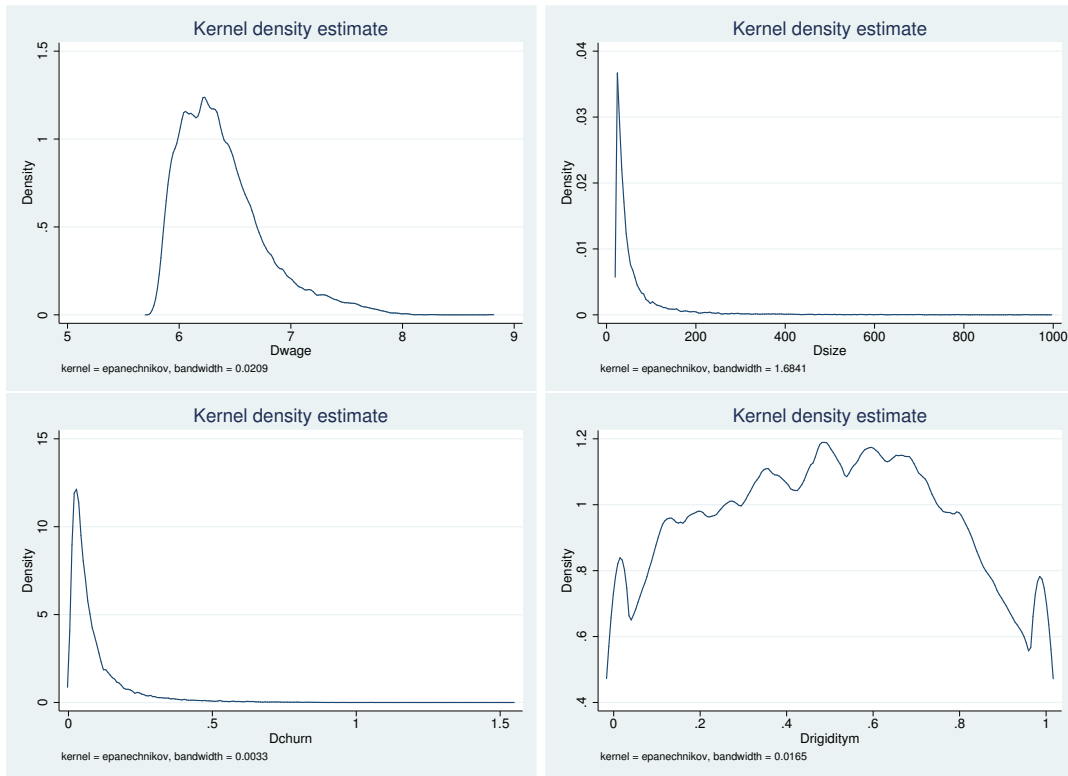 Kernel density estimate
1.5
1
.5
0
Density
5 6 7 8 9
Dwage
kernel = epanechnikov, bandwidth = 0.0209
Kernel density estimate
.04
.03
.02
.01
0
Density
0 200 400 600 800 1000
Dsize
kernel = epanechnikov, bandwidth = 1.6841
Kernel density estimate
15
10
5
0
Density
0 .5 1 1.5
Dchurn
kernel = epanechnikov, bandwidth = 0.0033
Kernel density estimate
1.2
1
.8
.6
.4
Density
0 .2 .4 .6 .8 1
Drigiditym
kernel = epanechnikov, bandwidth = 0.0165